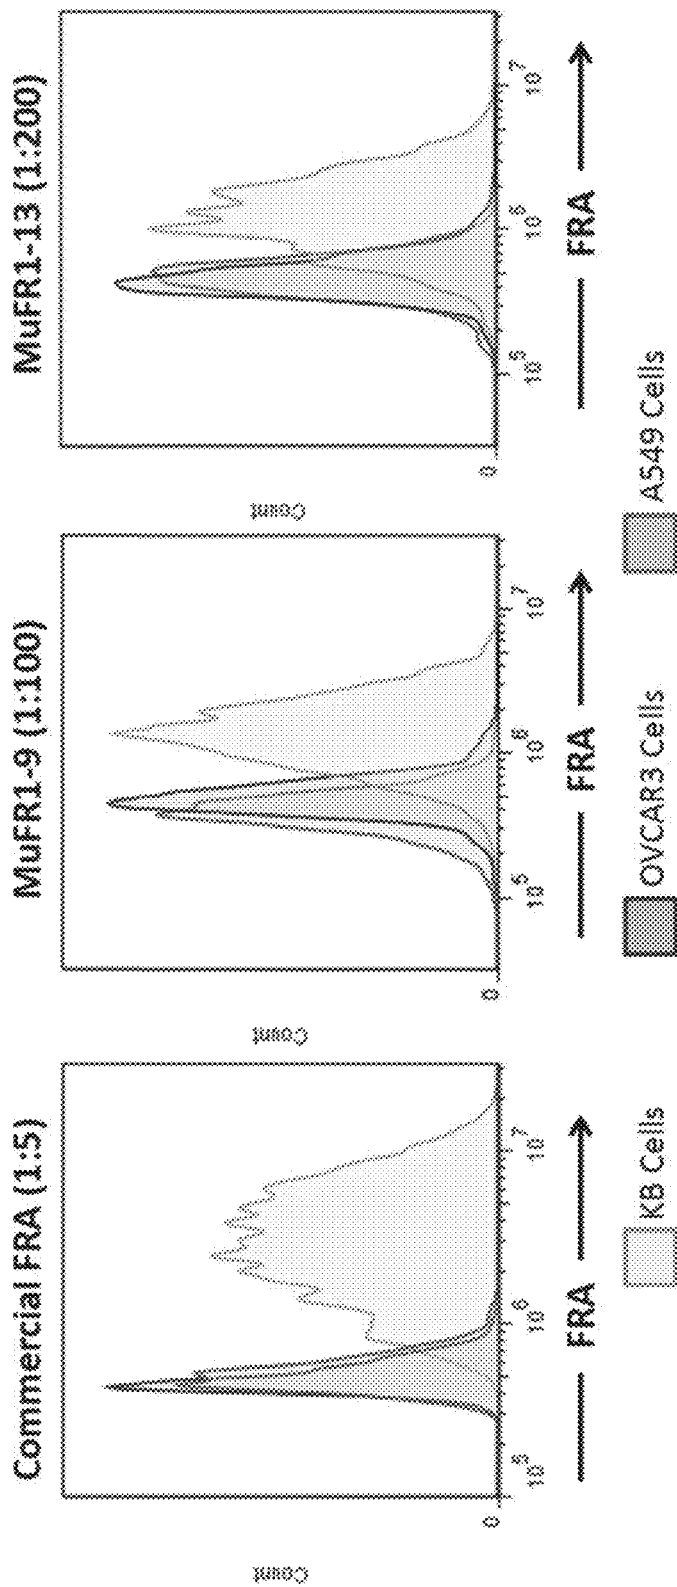 Commercial FRA (1:5)
Count
0
10^5
10^6
10^7
FRA
MuFR1-9 (1:100)
Count
0
10^5
10^6
10^7
FRA
MuFR1-13 (1:200)
Count
0
10^5
10^6
10^7
FRA
KB Cells
OVCAR3 Cells
A549 Cells